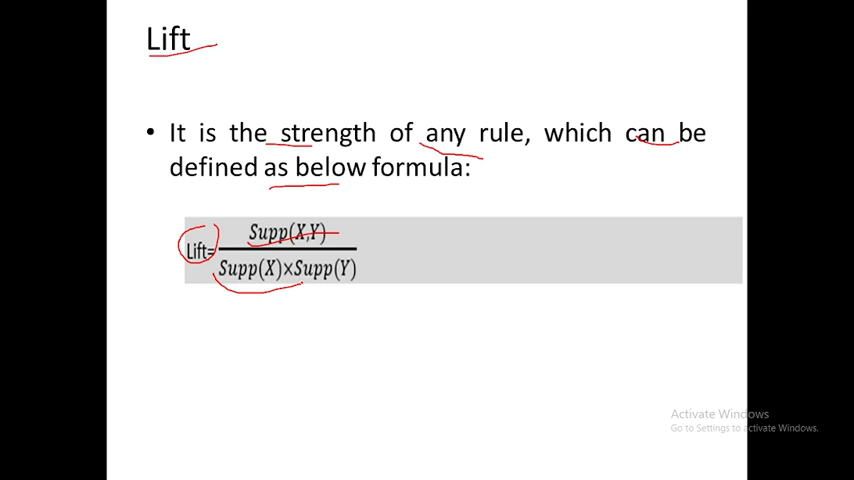 Lift
• It is the strength of any rule, which can be
defined as below formula:
Supp(X,Y)
Lift=
Supp(X)×Supp(Y)
Activate Windows
Go to Settings to activate Windows.